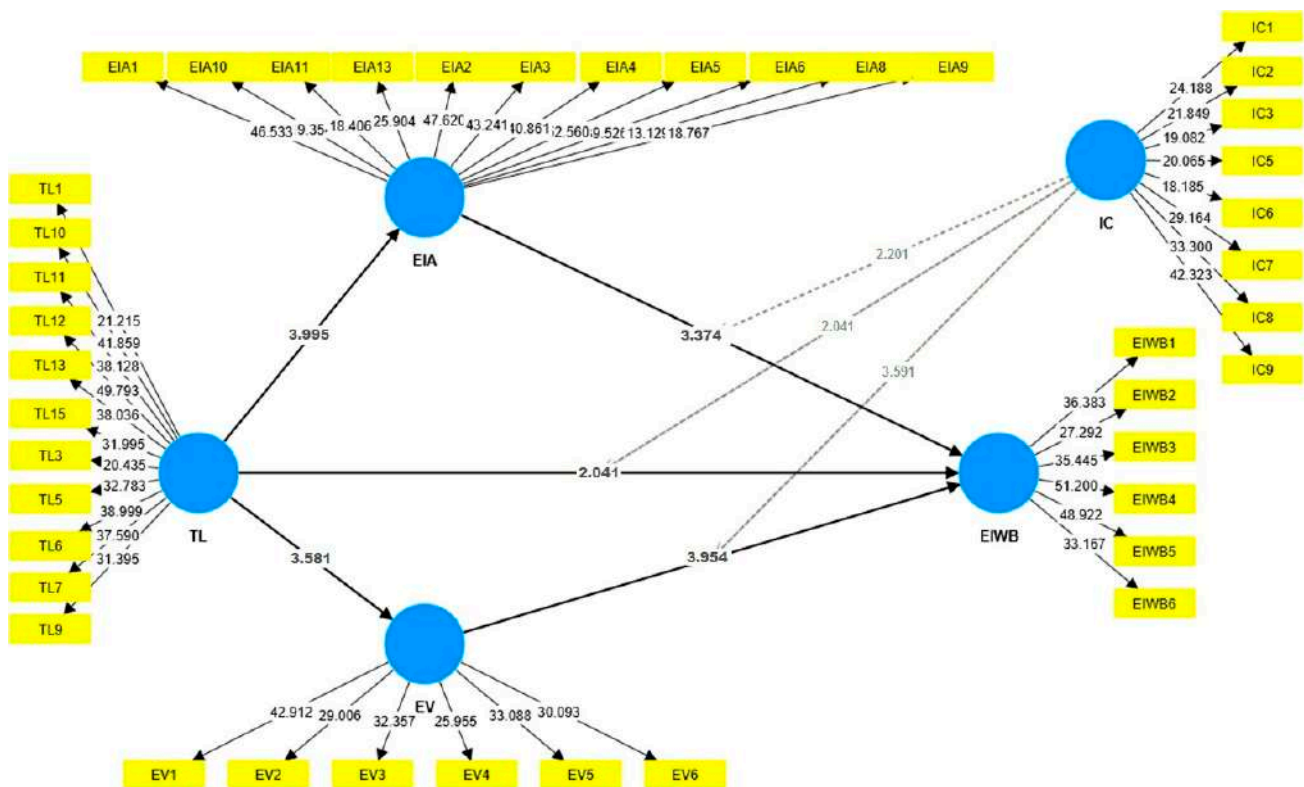 EIA1 EIA10 EIA11 EIA13 EIA2 EIA3 EIA4 EIA5 EIA6 EIA8 EIA9
46.533 18.406 25.904 47.620 43.241 18.767
EIA
IC1
IC2
IC3
IC5
IC6
IC7
IC8
IC9
24.188
21.849
19.082
20.065
18.185
29.164
33.300
42.323
IC
TL1
TL10
TL11
TL12
TL13
TL15
TL3
TL5
TL6
TL7
TL9
21.215
41.859
38.128
49.793
38.036
31.995
20.435
32.783
38.999
37.590
31.395
TL
3.995
3.581
2.201
2.041
3.591
3.374
2.041
3.954
EIWB1
EIWB2
EIWB3
EIWB4
EIWB5
EIWB6
36.383
27.292
35.445
51.200
48.922
33.167
EIWB
EV
42.912 29.006 32.357 25.955 33.088 30.093
EV1 EV2 EV3 EV4 EV5 EV6